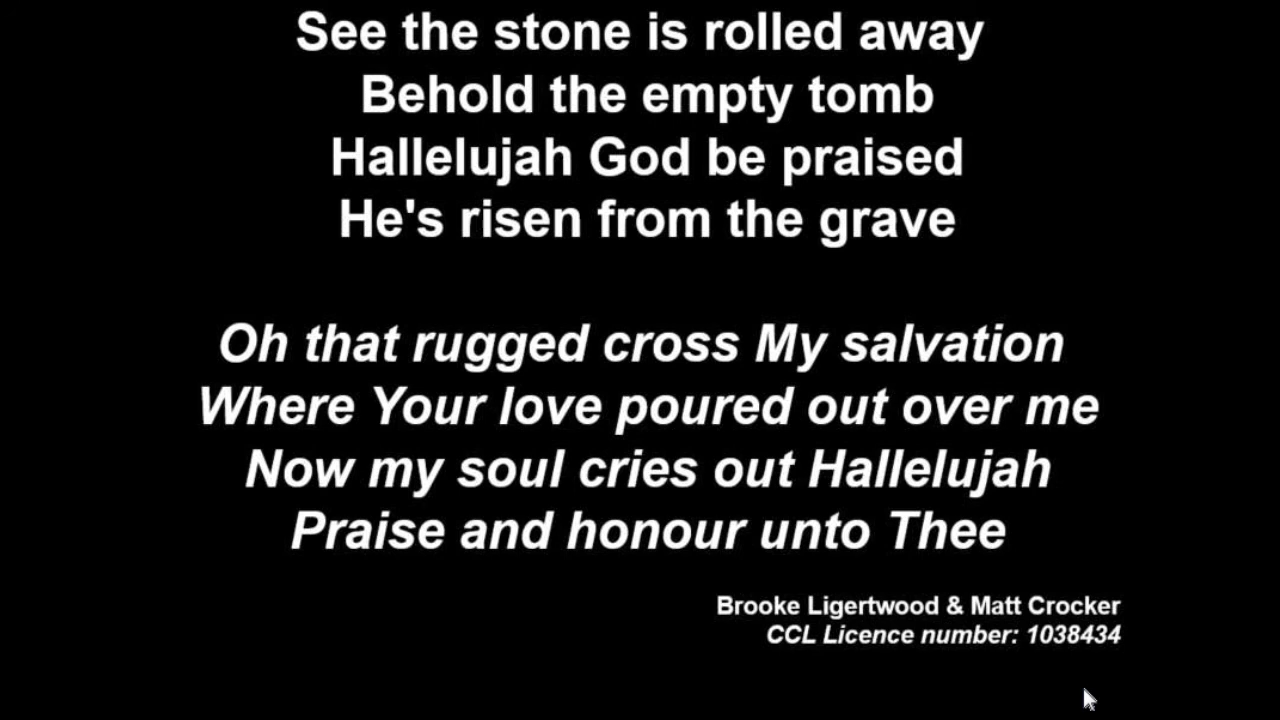 See the stone is rolled away
Behold the empty tomb
Hallelujah God be praised
He's risen from the grave
Oh that rugged cross My salvation
Where Your love poured out over me
Now my soul cries out Hallelujah
Praise and honour unto Thee
Brooke Ligertwood & Matt Crocker
CCL Licence number: 1038434